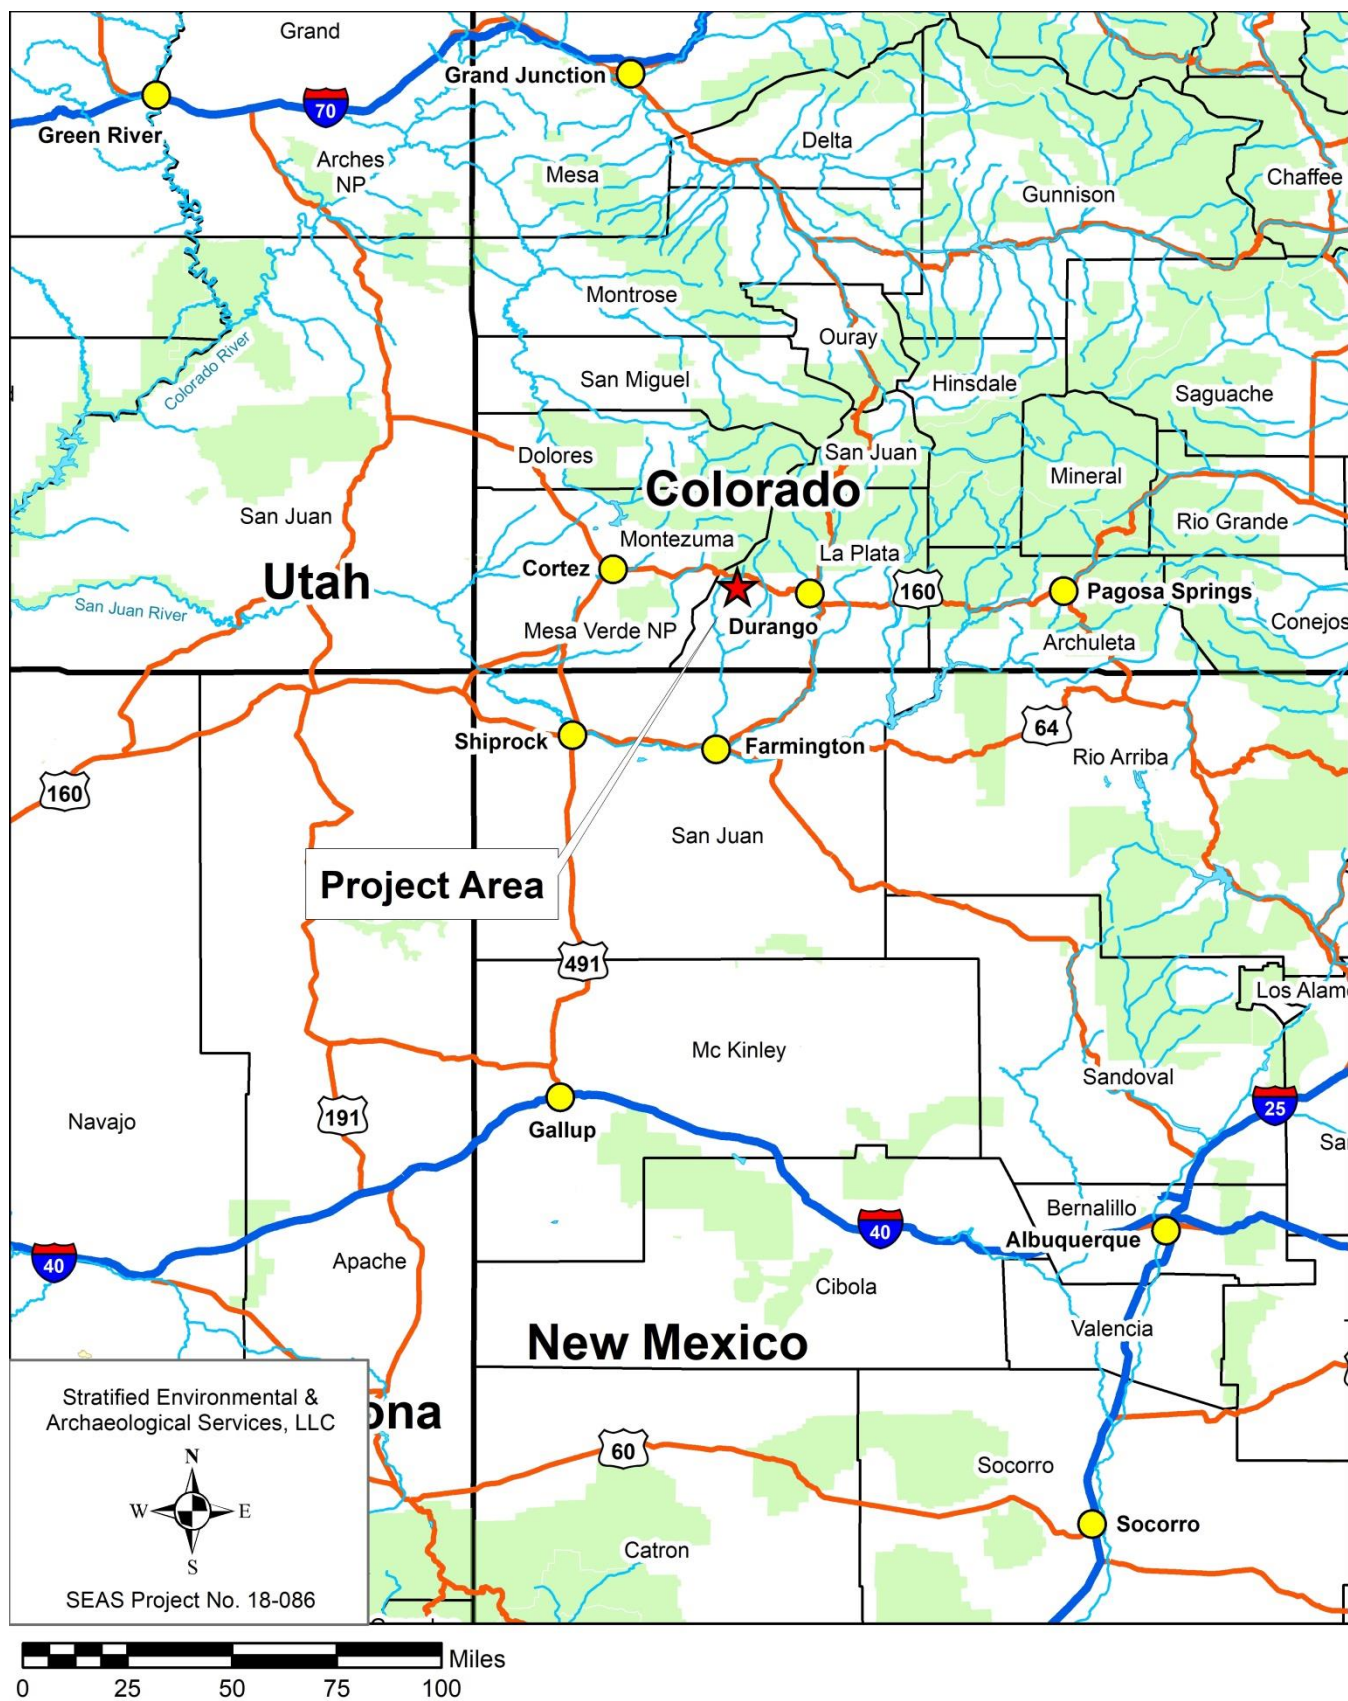 Grand
Grand Junction
Green River
70
Arches
NP
Mesa
Delta
Gunnison
Chaffee
Montrose
Ouray
Colorado River
San Miguel
Hinsdale
Saguache
Dolores
San Juan
Colorado
Mineral
San Juan
Rio Grande
Montezuma
La Plata
Cortez
Utah
160
Pagosa Springs
San Juan River
Mesa Verde NP
Durango
Conejos
Archuleta
Shiprock
Farmington
64
Rio Arriba
160
San Juan
Project Area
491
Los Alam
Mc Kinley
Sandoval
Navajo
191
Gallup
25
Sa
Bernalillo
40
Albuquerque
40
Apache
Cibola
Valencia
New Mexico
Stratified Environmental &
Archaeological Services, LLC
ona
N
W E
S
60
Socorro
Socorro
Catron
SEAS Project No. 18-086
Miles
0 25 50 75 100